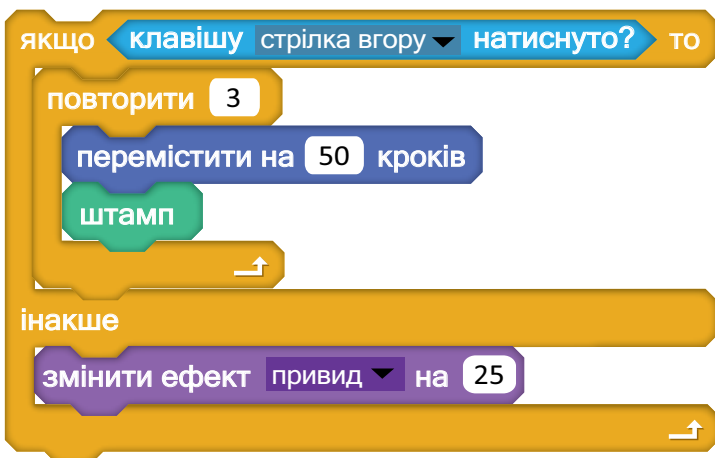 якщо клавішу стрілка вгору натиснуто? то
повторити 3
перемістити на 50 кроків
штамп
інакше
змінити ефект привид на 25